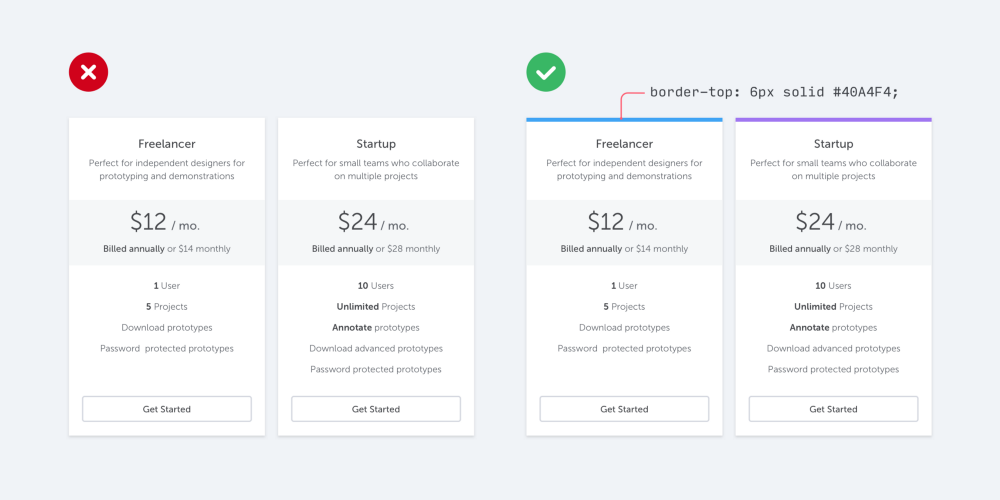 border-top: 6px solid #40A4F4;
Freelancer
Perfect for independent designers for
prototyping and demonstrations
$12 / mo.
Billed annually or $14 monthly
1 User
5 Projects
Download prototypes
Password protected prototypes
Get Started
Startup
Perfect for small teams who collaborate
on multiple projects
$24 / mo.
Billed annually or $28 monthly
10 Users
Unlimited Projects
Annotate prototypes
Download advanced prototypes
Password protected prototypes
Get Started
Freelancer
Perfect for independent designers for
prototyping and demonstrations
$12 / mo.
Billed annually or $14 monthly
1 User
5 Projects
Download prototypes
Password protected prototypes
Get Started
Startup
Perfect for small teams who collaborate
on multiple projects
$24 / mo.
Billed annually or $28 monthly
10 Users
Unlimited Projects
Annotate prototypes
Download advanced prototypes
Password protected prototypes
Get Started